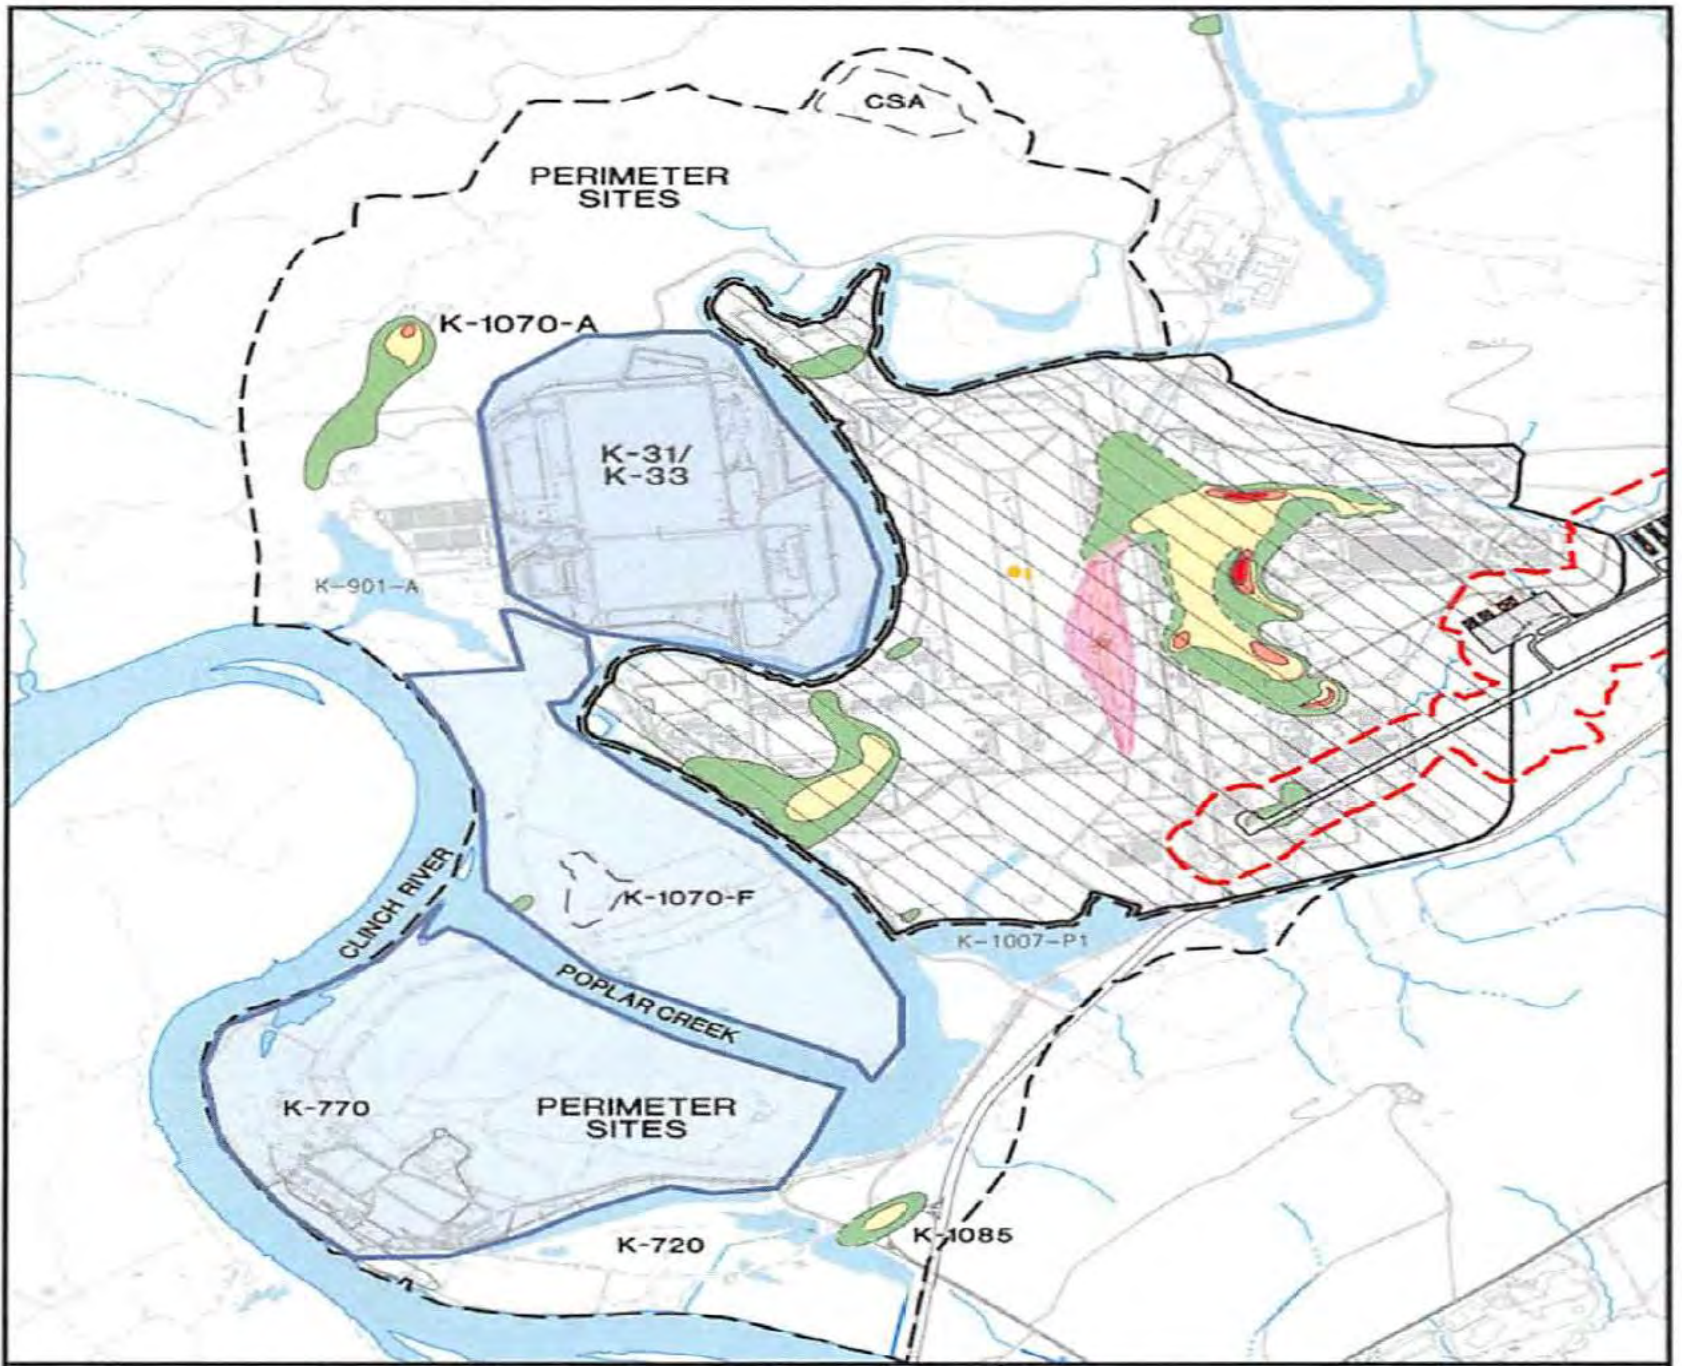 CSA
PERIMETER
SITES
K-1070-A
K-31/
K-33
K-901-A
CLINCH RIVER
K-1070-F
K-1007-P1
POPLAR CREEK
K-770
PERIMETER
SITES
K-720
K-1085